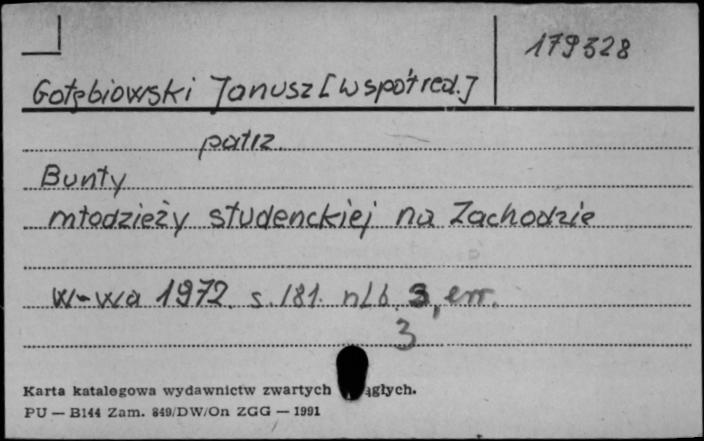 179328
Gołębiowski Janusz [współred.]
patrz
Bunty
młodzieży studenckiej na Zachodzie
W-wa 1972. s. 181. nlb. 3, err.
3
Karta katalogowa wydawnictw zwartych ągłych.
PU — B144 Zam. 849/DW/On ZGG — 1991